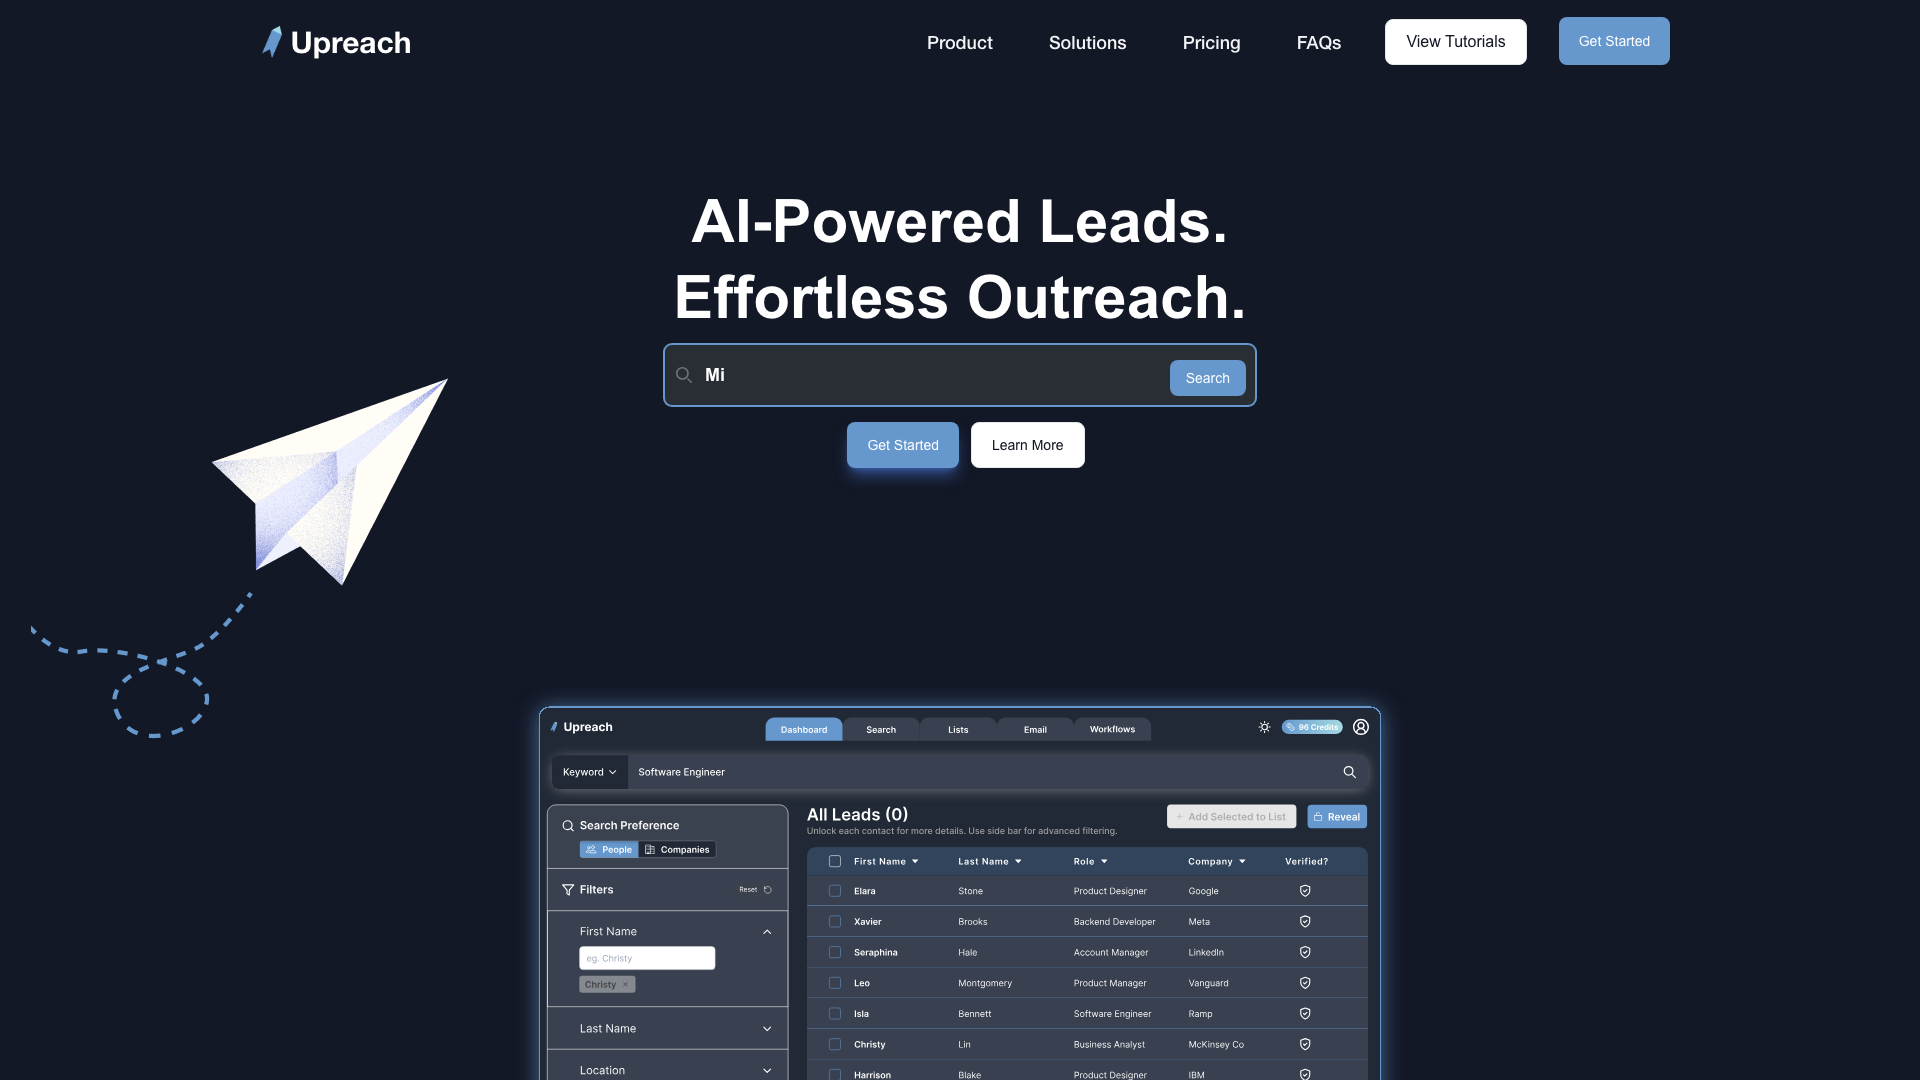 Upreach
Product Solutions Pricing FAQs View Tutorials Get Started
AI-Powered Leads.
Effortless Outreach.
Mi Search
Get Started Learn More
Upreach Dashboard Search Lists Email Workflows 96 Credits
Keyword Software Engineer
Search Preference
People Companies
Filters Reset
First Name
eg. Christy
Christy ×
Last Name
Location
All Leads (0)
Unlock each contact for more details. Use side bar for advanced filtering.
+ Add Selected to List Reveal
First Name Last Name Role Company Verified?
Elara Stone Product Designer Google
Xavier Brooks Backend Developer Meta
Seraphina Hale Account Manager LinkedIn
Leo Montgomery Product Manager Vanguard
Isla Bennett Software Engineer Ramp
Christy Lin Business Analyst McKinsey Co
Harrison Blake Product Designer IBM